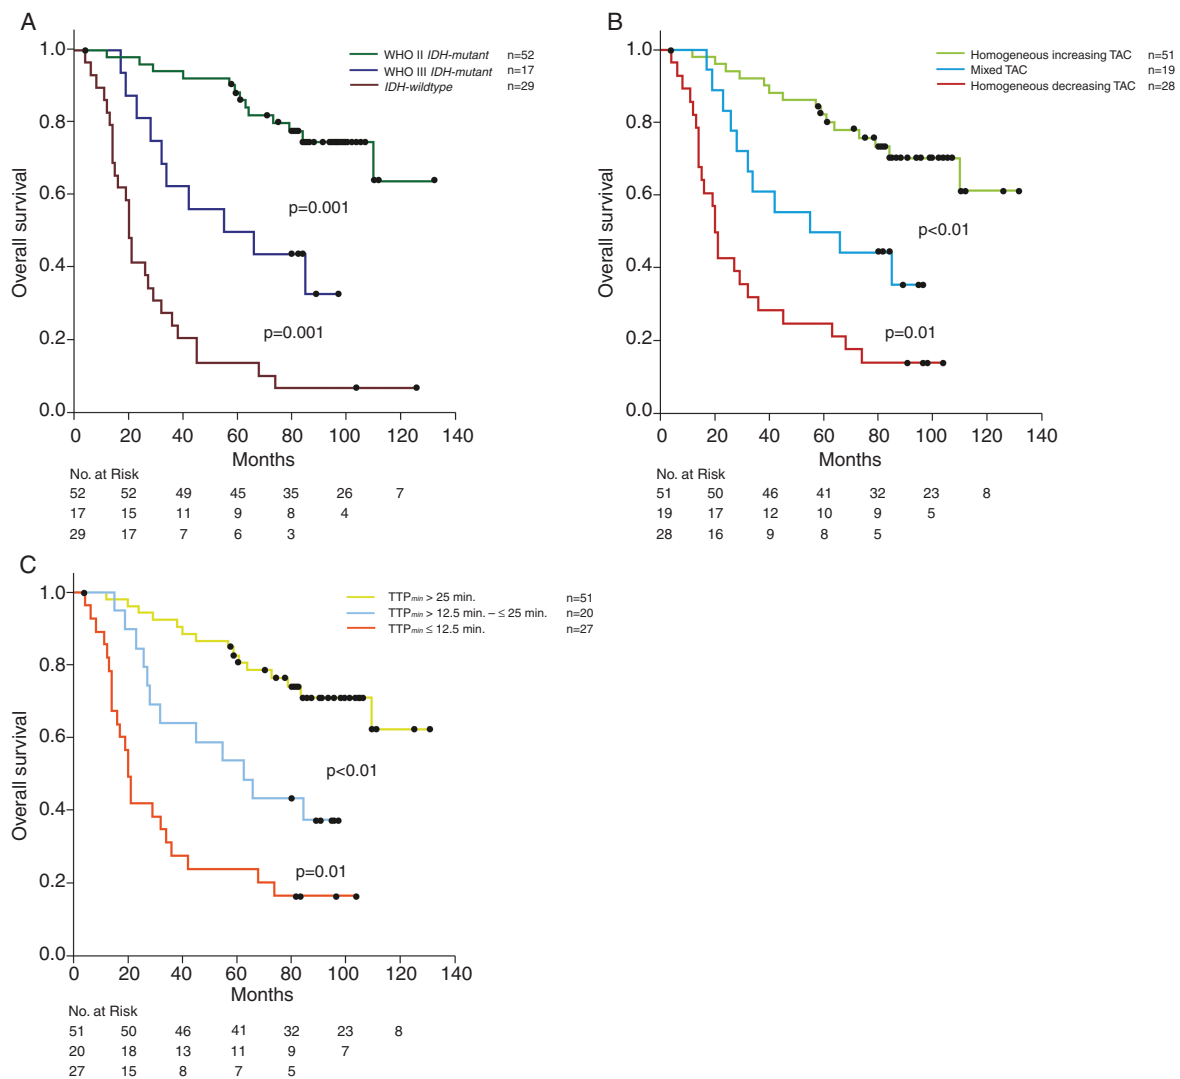 A
WHO II IDH-mutant n=52
WHO III IDH-mutant n=17
IDH-wildtype n=29
Overall survival
1.0
0.8
0.6
0.4
0.2
0.0
p=0.001
p=0.001
0 20 40 60 80 100 120 140
Months
No. at Risk
52 52 49 45 35 26 7
17 15 11 9 8 4
29 17 7 6 3
B
Homogeneous increasing TAC n=51
Mixed TAC n=19
Homogeneous decreasing TAC n=28
Overall survival
1.0
0.8
0.6
0.4
0.2
0.0
p<0.01
p=0.01
0 20 40 60 80 100 120 140
Months
No. at Risk
51 50 46 41 32 23 8
19 17 12 10 9 5
28 16 9 8 5
C
TTPmin > 25 min. n=51
TTPmin > 12.5 min. – ≤ 25 min. n=20
TTPmin ≤ 12.5 min. n=27
Overall survival
1.0
0.8
0.6
0.4
0.2
0.0
p<0.01
p=0.01
0 20 40 60 80 100 120 140
Months
No. at Risk
51 50 46 41 32 23 8
20 18 13 11 9 7
27 15 8 7 5